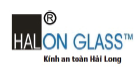 HALON GLASS™
®
Kính an toàn Hải Long